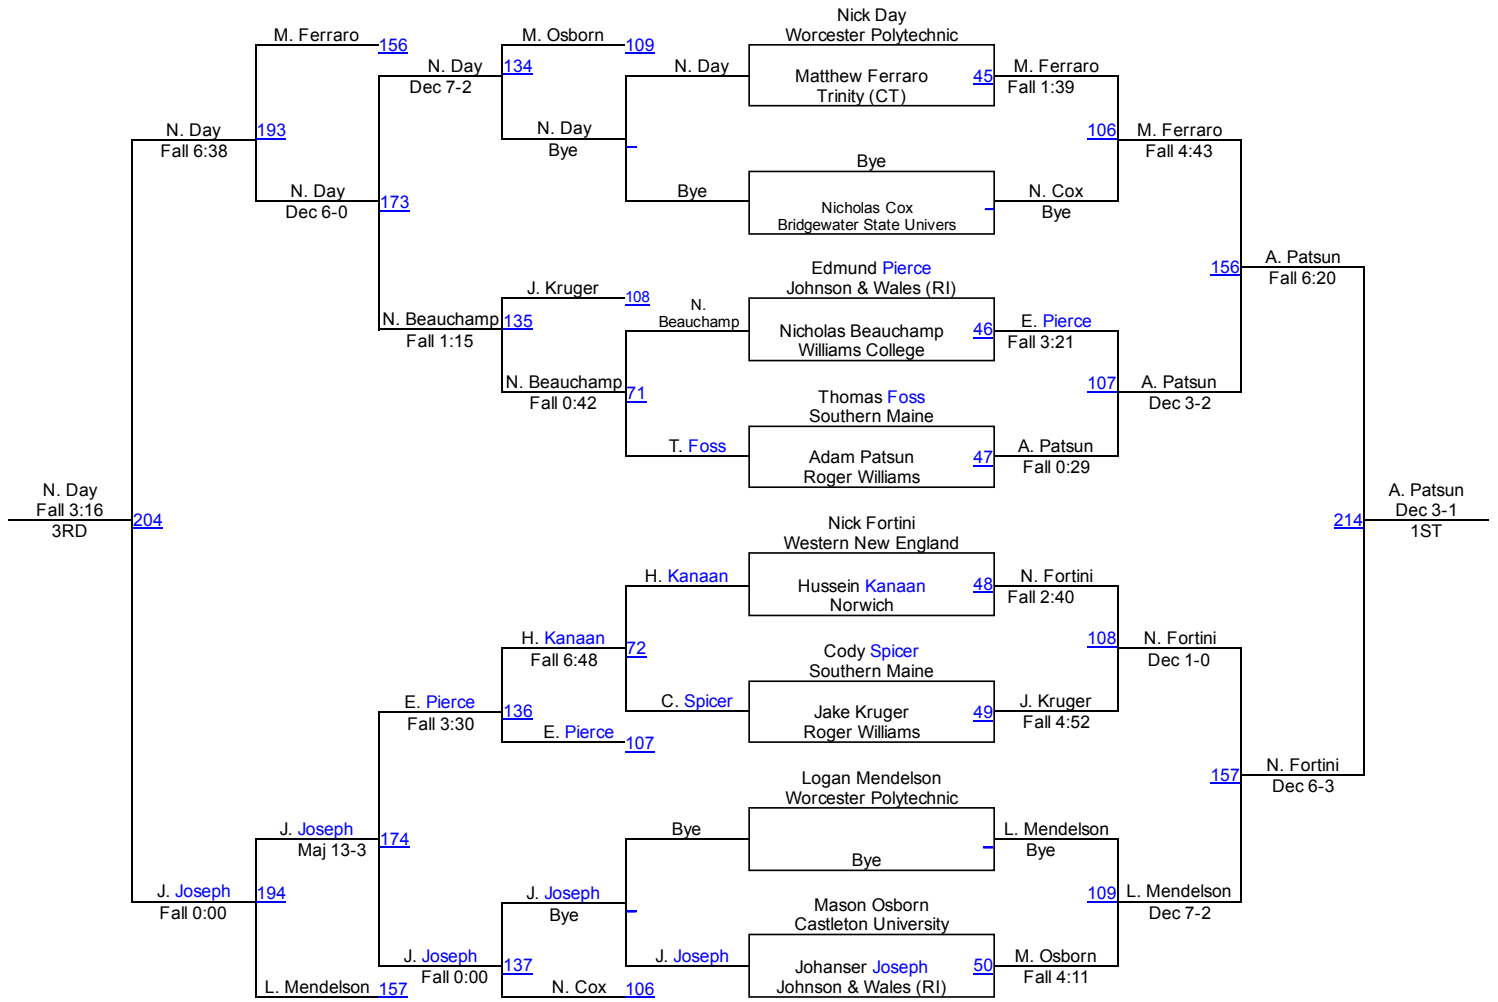 Nick Day
Worcester Polytechnic
M. Ferraro 156
M. Osborn 109
N. Day 134
Dec 7-2
N. Day
Matthew Ferraro 45
Trinity (CT)
M. Ferraro
Fall 1:39
N. Day 193
Fall 6:38
N. Day
Bye
106 M. Ferraro
Fall 4:43
Bye
N. Day 173
Dec 6-0
Bye
Nicholas Cox
Bridgewater State Univers
N. Cox
Bye
Edmund Pierce
Johnson & Wales (RI)
156 A. Patsun
Fall 6:20
J. Kruger 108
N. Beauchamp 135
Fall 1:15
N.
Beauchamp
Nicholas Beauchamp 46
Williams College
E. Pierce
Fall 3:21
N. Beauchamp 71
Fall 0:42
Thomas Foss
Southern Maine
107 A. Patsun
Dec 3-2
T. Foss
Adam Patsun 47
Roger Williams
A. Patsun
Fall 0:29
N. Day
Fall 3:16
3RD
204
214
A. Patsun
Dec 3-1
1ST
Nick Fortini
Western New England
H. Kanaan
Hussein Kanaan 48
Norwich
N. Fortini
Fall 2:40
H. Kanaan 72
Fall 6:48
Cody Spicer
Southern Maine
108 N. Fortini
Dec 1-0
E. Pierce 136
Fall 3:30
E. Pierce 107
C. Spicer
Jake Kruger 49
Roger Williams
J. Kruger
Fall 4:52
Logan Mendelson
Worcester Polytechnic
157 N. Fortini
Dec 6-3
J. Joseph 174
Maj 13-3
Bye
Bye
L. Mendelson
Bye
J. Joseph 194
Fall 0:00
J. Joseph
Bye
Mason Osborn
Castleton University
109 L. Mendelson
Dec 7-2
J. Joseph 137
Fall 0:00
J. Joseph
Johanser Joseph 50
Johnson & Wales (RI)
M. Osborn
Fall 4:11
L. Mendelson 157
N. Cox 106